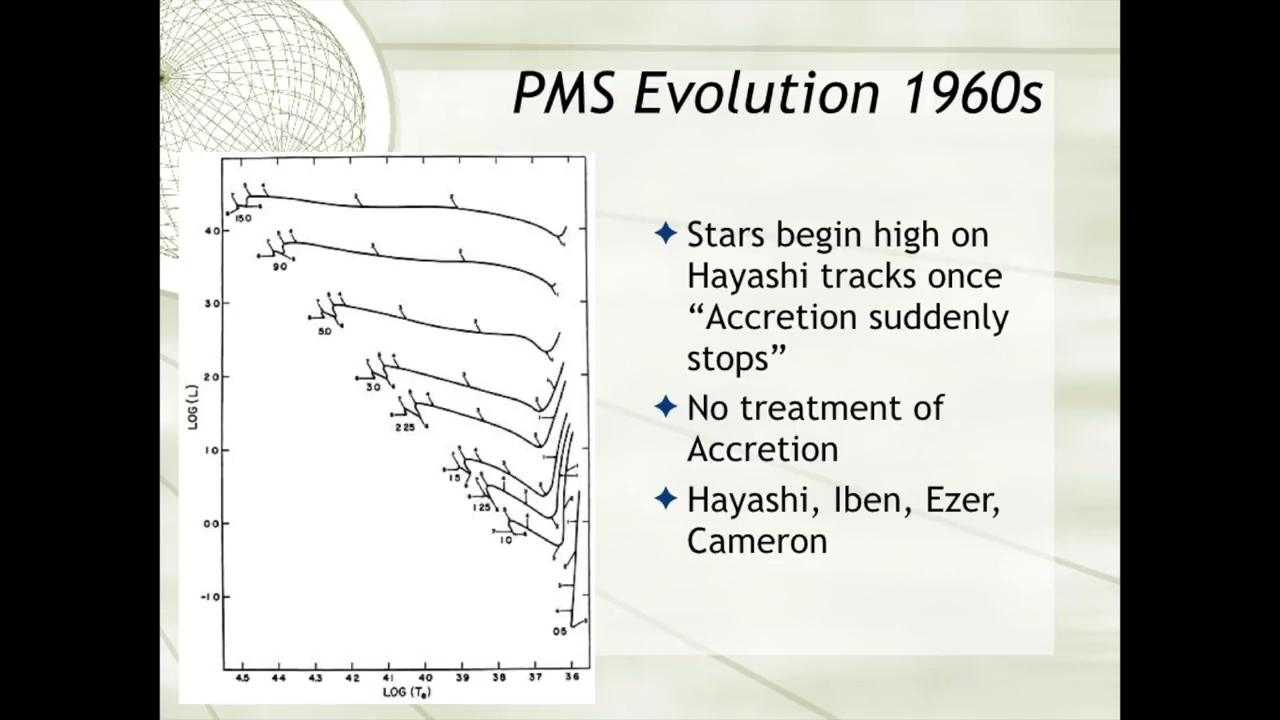 PMS Evolution 1960s
Stars begin high on
Hayashi tracks once
“Accretion suddenly
stops”
No treatment of
Accretion
Hayashi, Iben, Ezer,
Cameron
LOG (L)
4.0
3.0
2.0
1.0
0.0
-1.0
15.0
9.0
5.0
3.0
2.25
1.5
1.25
1.0
0.5
4.5 4.4 4.3 4.2 4.1 4.0 3.9 3.8 3.7 3.6
LOG (Te)